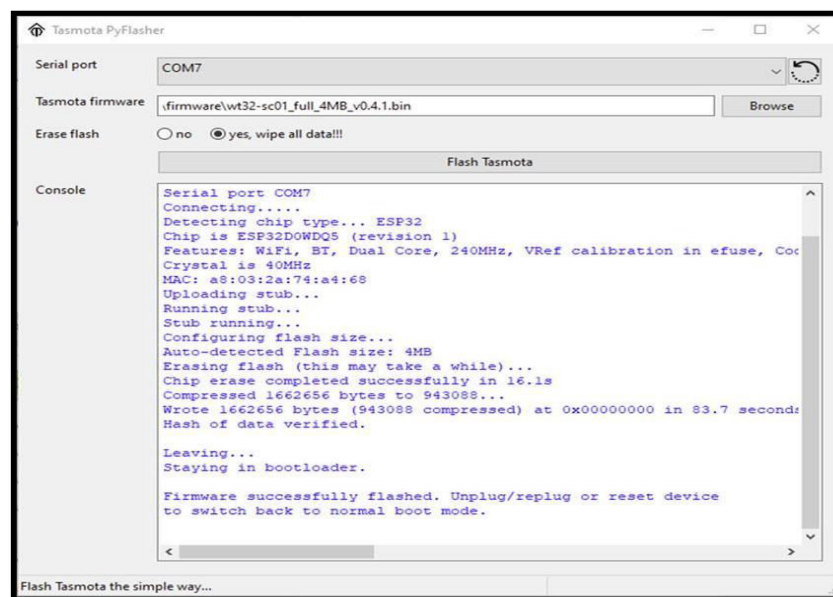 Tasmota PyFlasher
Serial port
COM7
Tasmota firmware
.\firmware\wt32-sc01_full_4MB_v0.4.1.bin
Browse
Erase flash
no
yes, wipe all data!!!
Flash Tasmota
Console
Serial port COM7
Connecting.....
Detecting chip type... ESP32
Chip is ESP32D0WDQ5 (revision 1)
Features: WiFi, BT, Dual Core, 240MHz, VRef calibration in efuse,
Crystal is 40MHz
MAC: a8:03:2a:74:a4:68
Uploading stub...
Running stub...
Stub running...
Configuring flash size...
Auto-detected Flash size: 4MB
Erasing flash (this may take a while)...
Chip erase completed successfully in 16.1s
Compressed 1662656 bytes to 943088...
Wrote 1662656 bytes (943088 compressed) at 0x00000000 in 83.7 seconds
Hash of data verified.
Leaving...
Staying in bootloader.
Firmware successfully flashed. Unplug/replug or reset device
to switch back to normal boot mode.
Flash Tasmota the simple way...